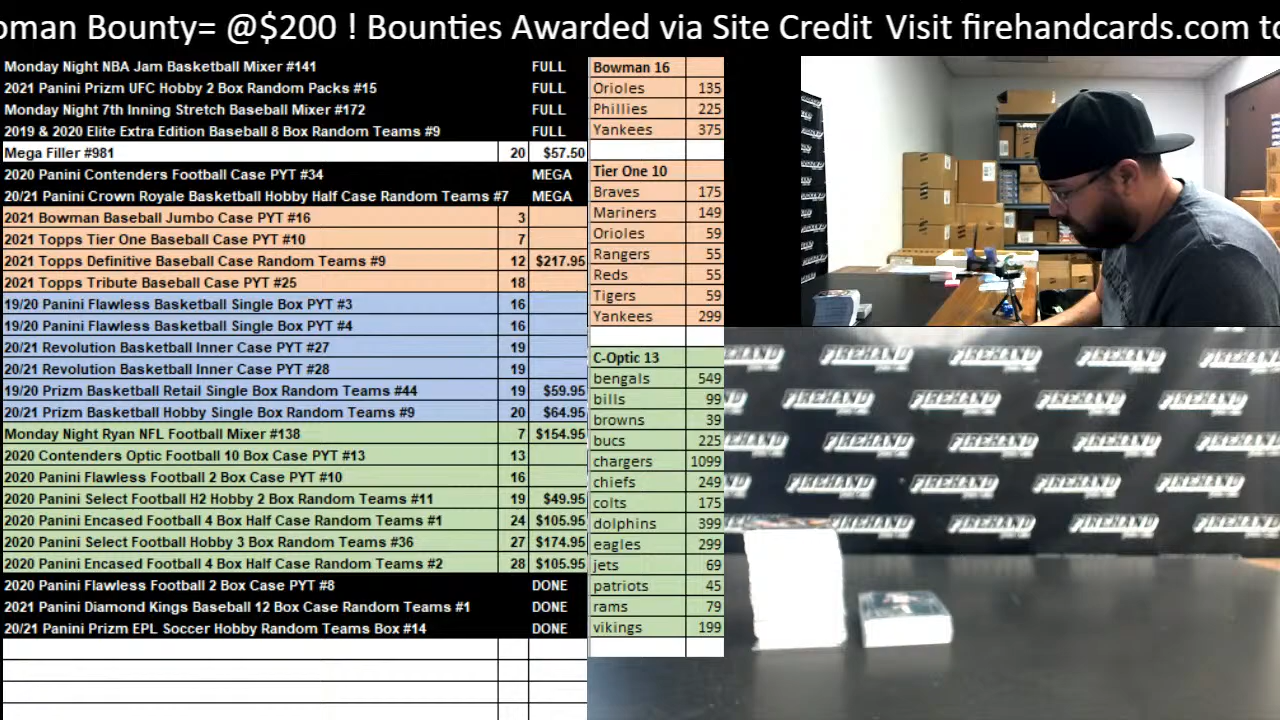 oman Bounty= @$200 ! Bounties Awarded via Site Credit Visit firehandcards.com to
Monday Night NBA Jam Basketball Mixer #141 FULL
2021 Panini Prizm UFC Hobby 2 Box Random Packs #15 FULL
Monday Night 7th Inning Stretch Baseball Mixer #172 FULL
2019 & 2020 Elite Extra Edition Baseball 8 Box Random Teams #9 FULL
Mega Filler #981 20 $57.50
2020 Panini Contenders Football Case PYT #34 MEGA
20/21 Panini Crown Royale Basketball Hobby Half Case Random Teams #7 MEGA
2021 Bowman Baseball Jumbo Case PYT #16 3
2021 Topps Tier One Baseball Case PYT #10 7
2021 Topps Definitive Baseball Case Random Teams #9 12 $217.95
2021 Topps Tribute Baseball Case PYT #25 18
19/20 Panini Flawless Basketball Single Box PYT #3 16
19/20 Panini Flawless Basketball Single Box PYT #4 16
20/21 Revolution Basketball Inner Case PYT #27 19
20/21 Revolution Basketball Inner Case PYT #28 19
19/20 Prizm Basketball Retail Single Box Random Teams #44 19 $59.95
20/21 Prizm Basketball Hobby Single Box Random Teams #9 20 $64.95
Monday Night Ryan NFL Football Mixer #138 7 $154.95
2020 Contenders Optic Football 10 Box Case PYT #13 13
2020 Panini Flawless Football 2 Box Case PYT #10 16
2020 Panini Select Football H2 Hobby 2 Box Random Teams #11 19 $49.95
2020 Panini Encased Football 4 Box Half Case Random Teams #1 24 $105.95
2020 Panini Select Football Hobby 3 Box Random Teams #36 27 $174.95
2020 Panini Encased Football 4 Box Half Case Random Teams #2 28 $105.95
2020 Panini Flawless Football 2 Box Case PYT #8 DONE
2021 Panini Diamond Kings Baseball 12 Box Case Random Teams #1 DONE
20/21 Panini Prizm EPL Soccer Hobby Random Teams Box #14 DONE
Bowman 16
Orioles 135
Phillies 225
Yankees 375
Tier One 10
Braves 175
Mariners 149
Orioles 59
Rangers 55
Reds 55
Tigers 59
Yankees 299
C-Optic 13
bengals 549
bills 99
browns 39
bucs 225
chargers 1099
chiefs 249
colts 175
dolphins 399
eagles 299
jets 69
patriots 45
rams 79
vikings 199
FIREHAND FIREHAND FIREHAND FIREHAND
FIREHAND FIREHAND FIREHAND
FIREHAND FIREHAND FIREHAND FIREHAND
FIREHAND FIREHAND FIREHAND
FIREHAND FIREHAND FIREHAND FIREHAND